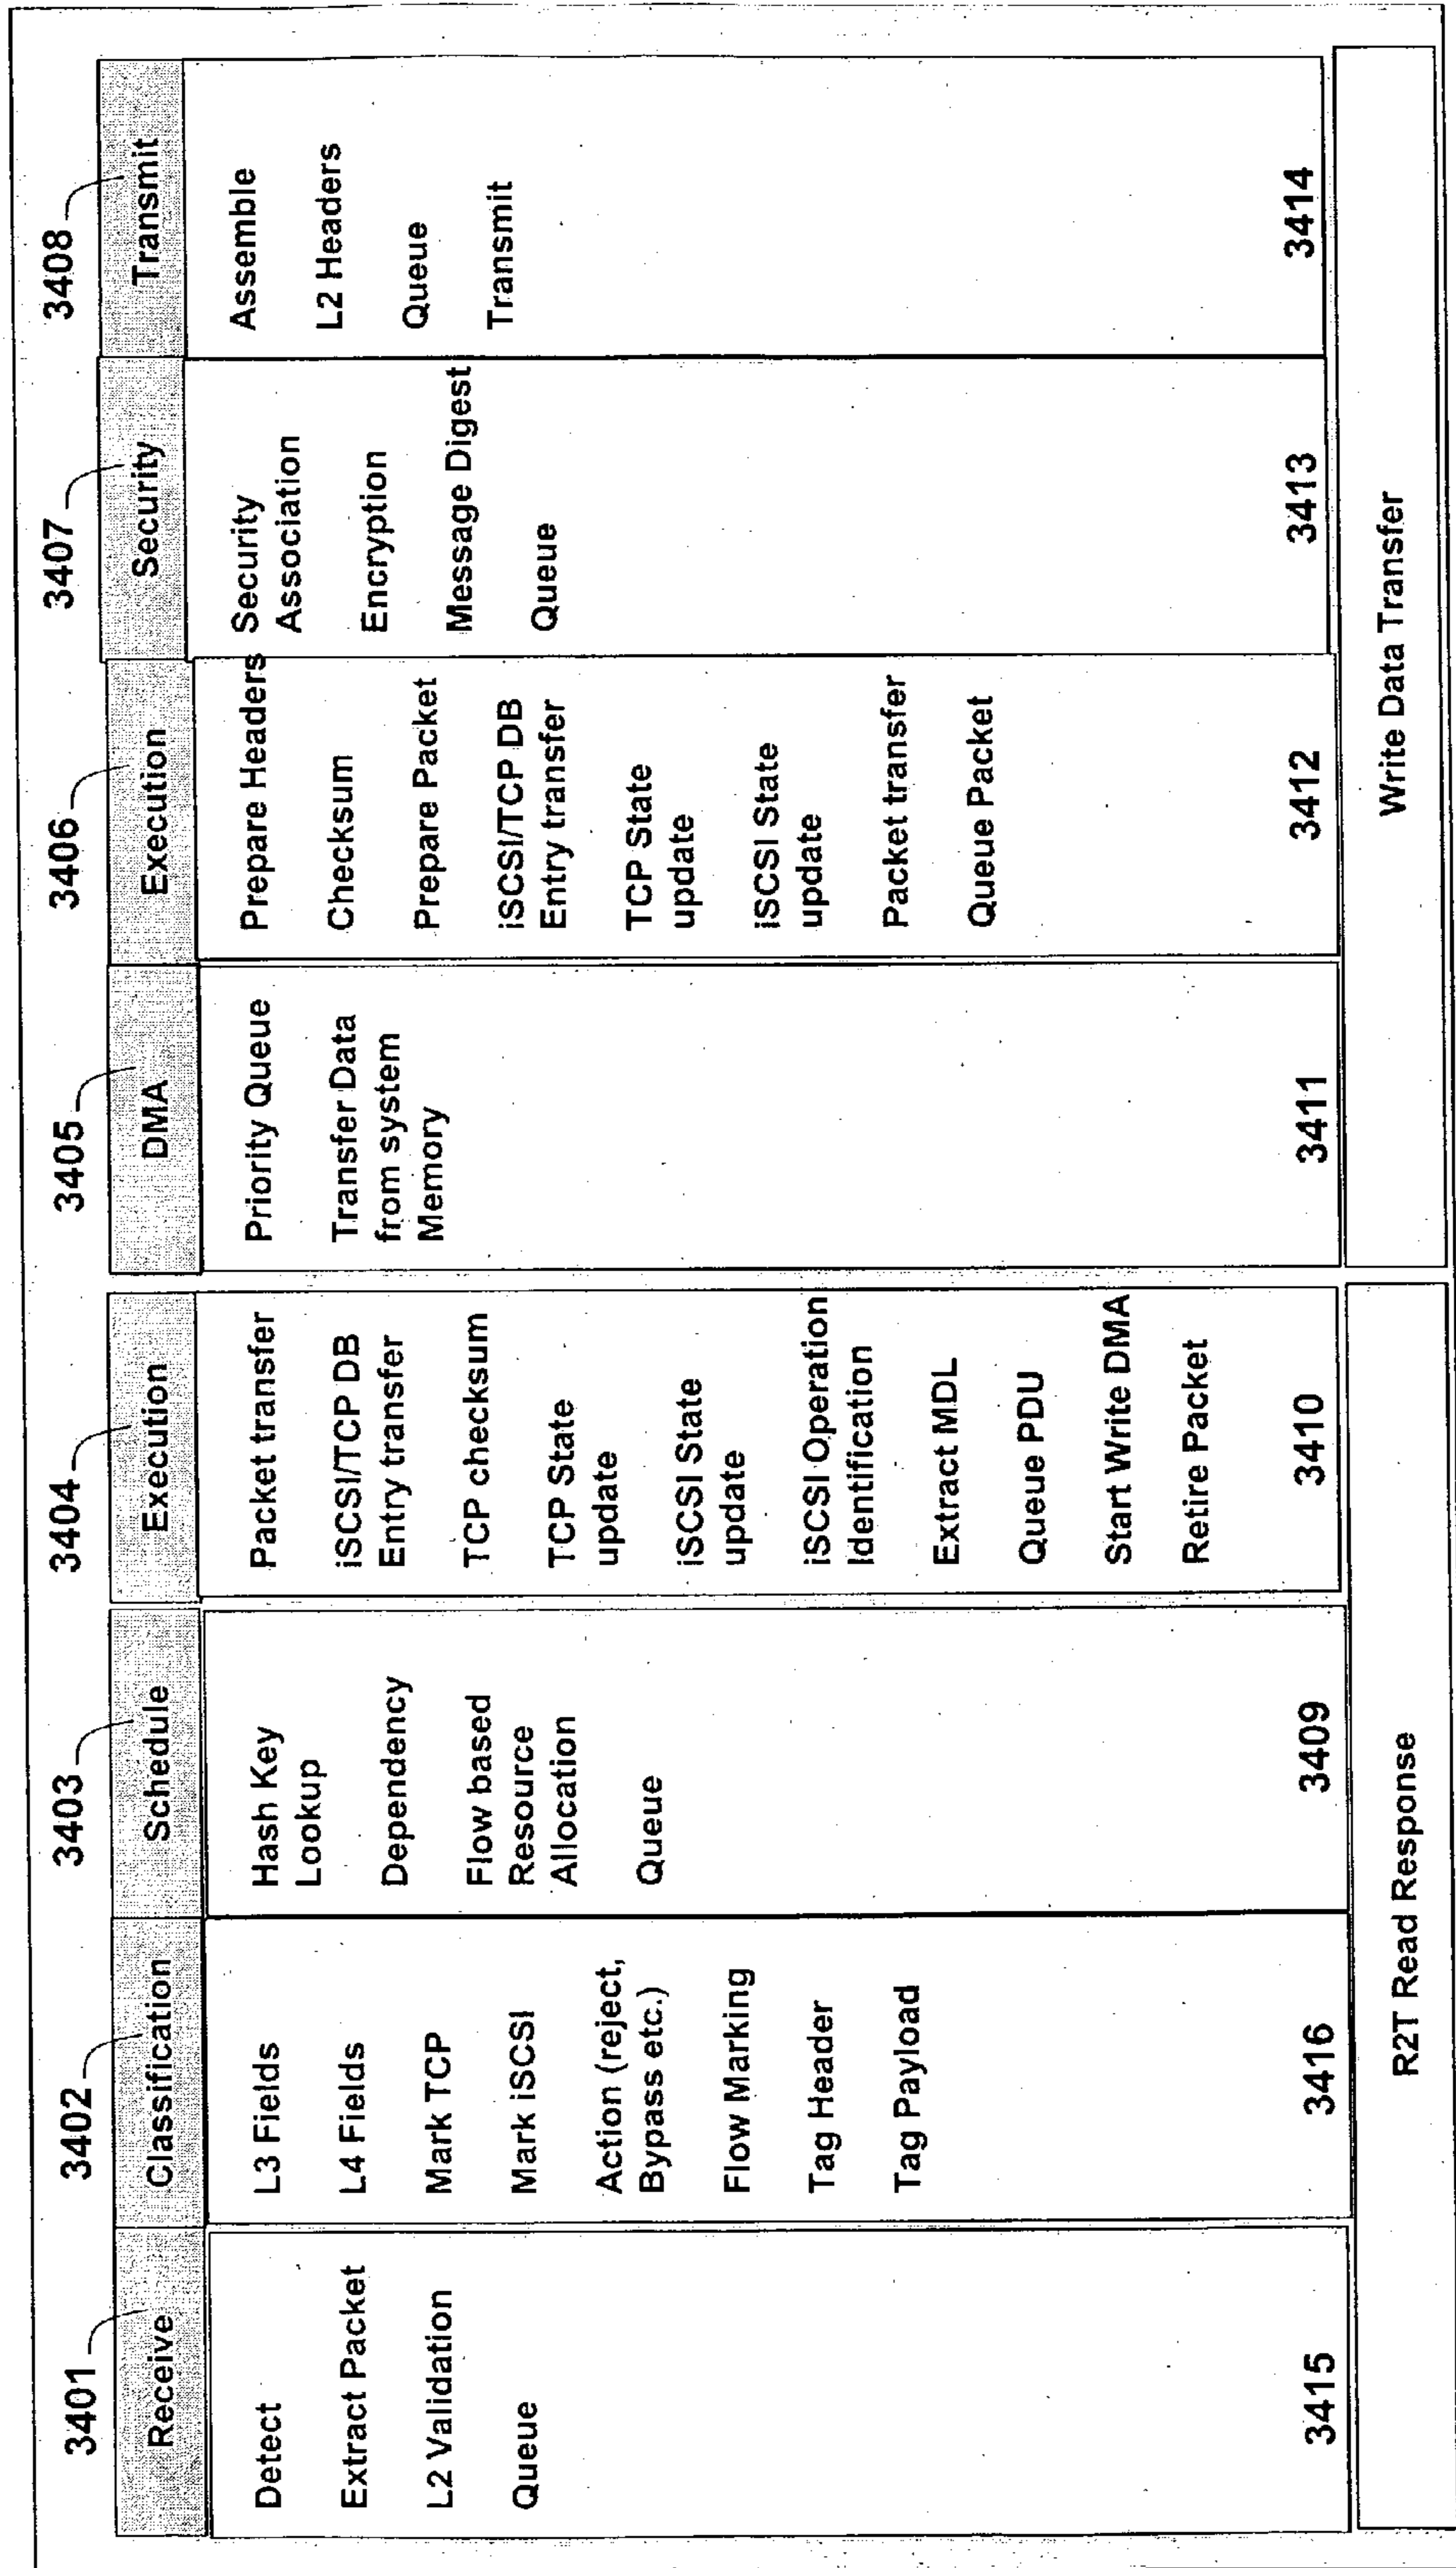 3401
Receive
Detect
Extract Packet
L2 Validation
Queue
3415
3402
Classification
L3 Fields
L4 Fields
Mark TCP
Mark iSCSI
Action (reject,
Bypass etc.)
Flow Marking
Tag Header
Tag Payload
3416
3403
Schedule
Hash Key
Lookup
Dependency
Flow based
Resource
Allocation
Queue
3409
3404
Execution
Packet transfer
iSCSI/TCP DB
Entry transfer
TCP checksum
TCP State
update
iSCSI State
update
iSCSI Operation
Identification
Extract MDL
Queue PDU
Start Write DMA
Retire Packet
3410
R2T Read Response
3405
DMA
Priority Queue
Transfer Data
from system
Memory
3411
3406
Execution
Prepare Headers
Checksum
Prepare Packet
iSCSI/TCP DB
Entry transfer
TCP State
update
iSCSI State
update
Packet transfer
Queue Packet
3412
3407
Security
Security
Association
Encryption
Message Digest
Queue
3413
3408
Transmit
Assemble
L2 Headers
Queue
Transmit
3414
Write Data Transfer